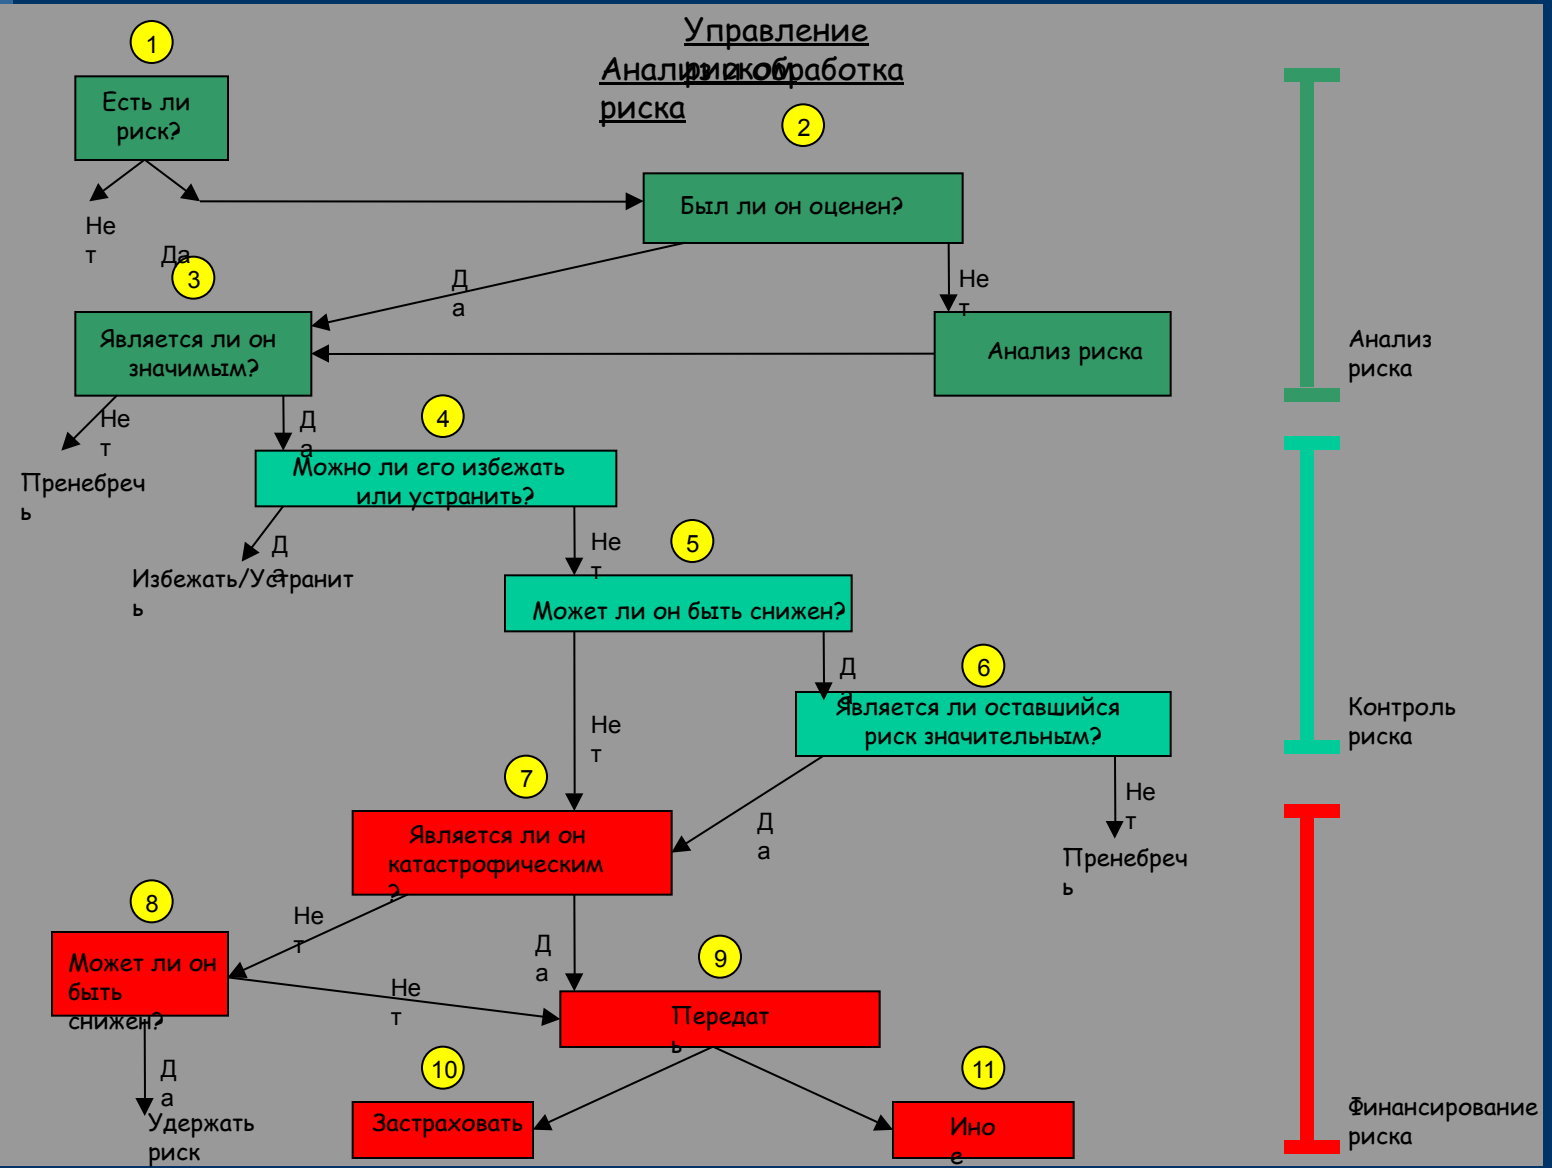 Управление
риском
Анализ и обработка
риска
1
Есть ли
риск?
2
Был ли он оценен?
Не
т
Да
3
Д
а
Не
т
Является ли он
значимым?
Анализ риска
Анализ
риска
Не
т
Д
а
4
Пренебреч
ь
Можно ли его избежать
или устранить?
Д
а
Не
т
5
Избежать/Устранит
ь
Может ли он быть снижен?
Д
а
6
Является ли оставшийся
риск значительным?
Контроль
риска
Не
т
7
Д
а
Не
т
Является ли он
катастрофическим
?
Пренебреч
ь
8
Не
т
Д
а
9
Может ли он
быть
снижен?
Не
т
Передат
ь
Д
а
10
11
Удержать
риск
Застраховать
Ино
е
Финансирование
риска